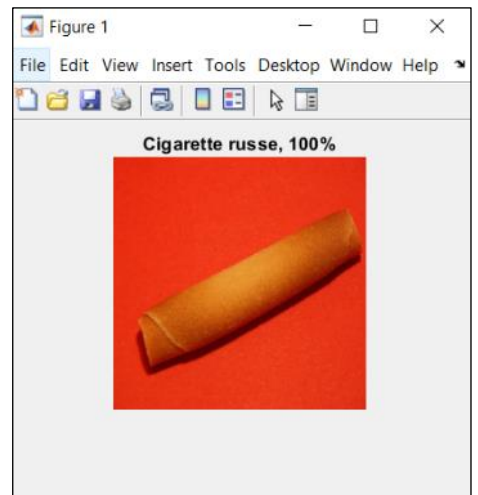 Figure 1
File Edit View Insert Tools Desktop Window Help
Cigarette russe, 100%